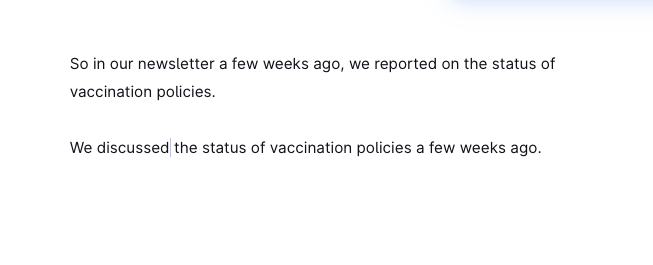 So in our newsletter a few weeks ago, we reported on the status of
vaccination policies.
We discussed the status of vaccination policies a few weeks ago.